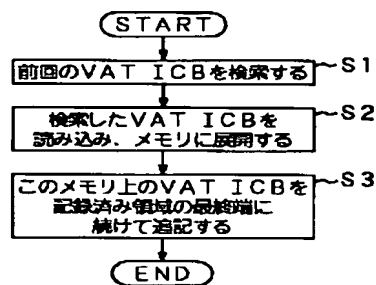 START
前回のVAT ICBを検索する
S1
検索したVAT ICBを
読み込み、メモリに展開する
S2
このメモリ上のVAT ICBを
記録済み領域の最終端に
続けて追記する
S3
END